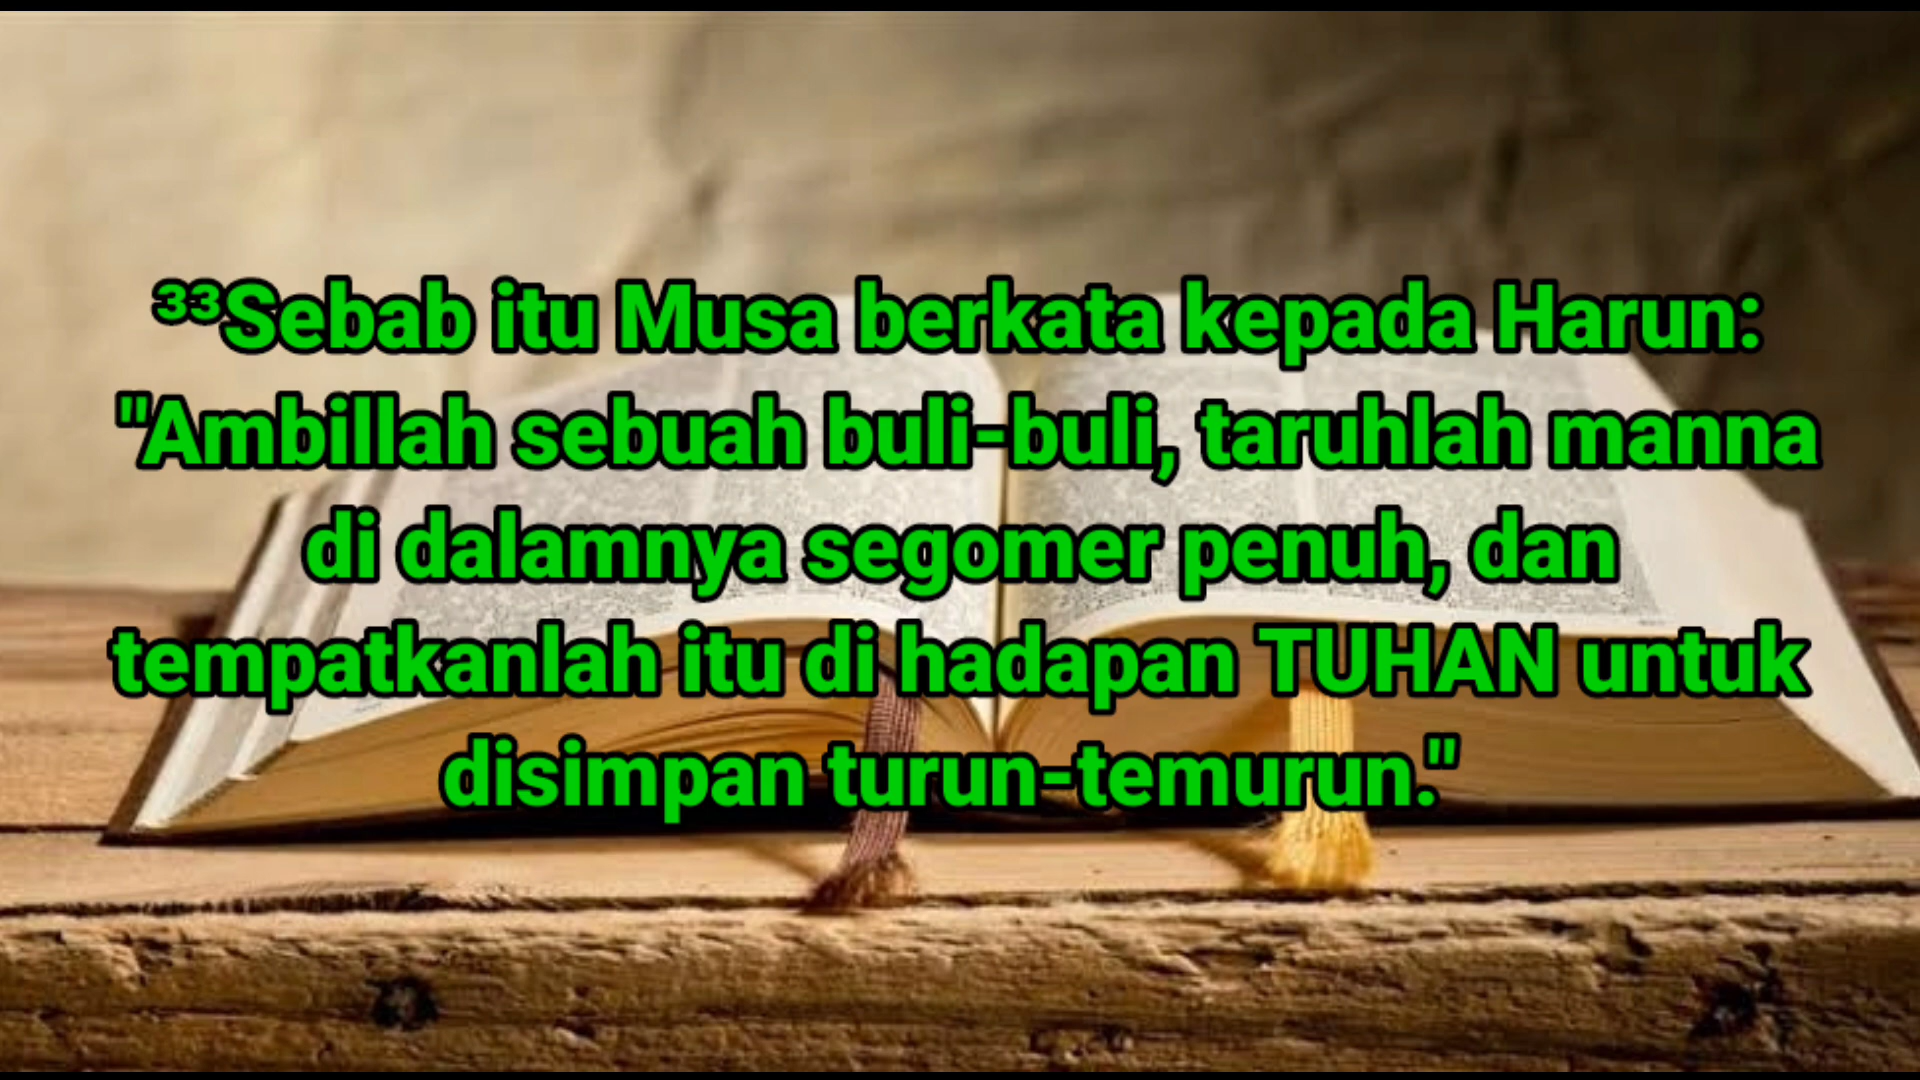 ³³Sebab itu Musa berkata kepada Harun:
"Ambillah sebuah buli-buli, taruhlah manna
di dalamnya segomer penuh, dan
tempatkanlah itu di hadapan TUHAN untuk
disimpan turun-temurun."